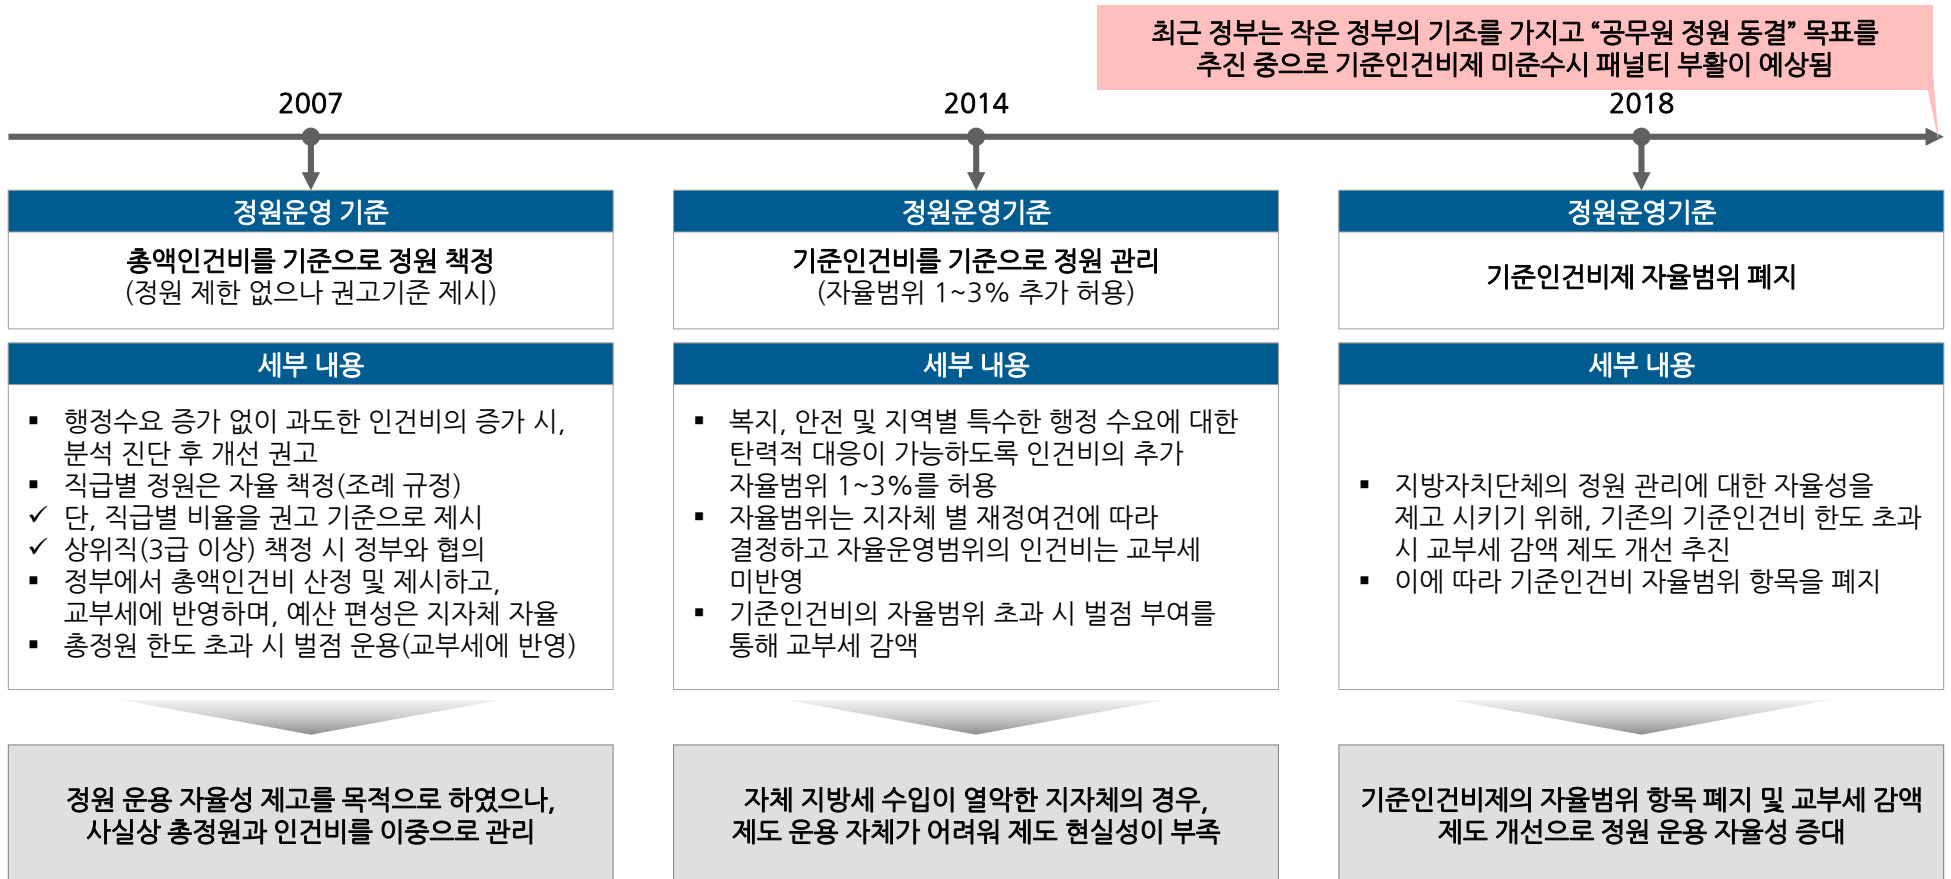 최근 정부는 작은 정부의 기조를 가지고 “공무원 정원 동결” 목표를
추진 중으로 기준인건비제 미준수시 패널티 부활이 예상됨
2007
2014
2018
정원운영 기준
총액인건비를 기준으로 정원 책정
(정원 제한 없으나 권고기준 제시)
세부 내용
▪ 행정수요 증가 없이 과도한 인건비의 증가 시,
분석 진단 후 개선 권고
▪ 직급별 정원은 자율 책정(조례 규정)
✓ 단, 직급별 비율을 권고 기준으로 제시
✓ 상위직(3급 이상) 책정 시 정부와 협의
▪ 정부에서 총액인건비 산정 및 제시하고,
교부세에 반영하며, 예산 편성은 지자체 자율
▪ 총정원 한도 초과 시 벌점 운용(교부세에 반영)
정원 운용 자율성 제고를 목적으로 하였으나,
사실상 총정원과 인건비를 이중으로 관리
정원운영기준
기준인건비를 기준으로 정원 관리
(자율범위 1~3% 추가 허용)
세부 내용
▪ 복지, 안전 및 지역별 특수한 행정 수요에 대한
탄력적 대응이 가능하도록 인건비의 추가
자율범위 1~3%를 허용
▪ 자율범위는 지자체 별 재정여건에 따라
결정하고 자율운영범위의 인건비는 교부세
미반영
▪ 기준인건비의 자율범위 초과 시 벌점 부여를
통해 교부세 감액
자체 지방세 수입이 열악한 지자체의 경우,
제도 운용 자체가 어려워 제도 현실성이 부족
정원운영기준
기준인건비제 자율범위 폐지
세부 내용
▪ 지방자치단체의 정원 관리에 대한 자율성을
제고 시키기 위해, 기존의 기준인건비 한도 초과
시 교부세 감액 제도 개선 추진
▪ 이에 따라 기준인건비 자율범위 항목을 폐지
기준인건비제의 자율범위 항목 폐지 및 교부세 감액
제도 개선으로 정원 운용 자율성 증대